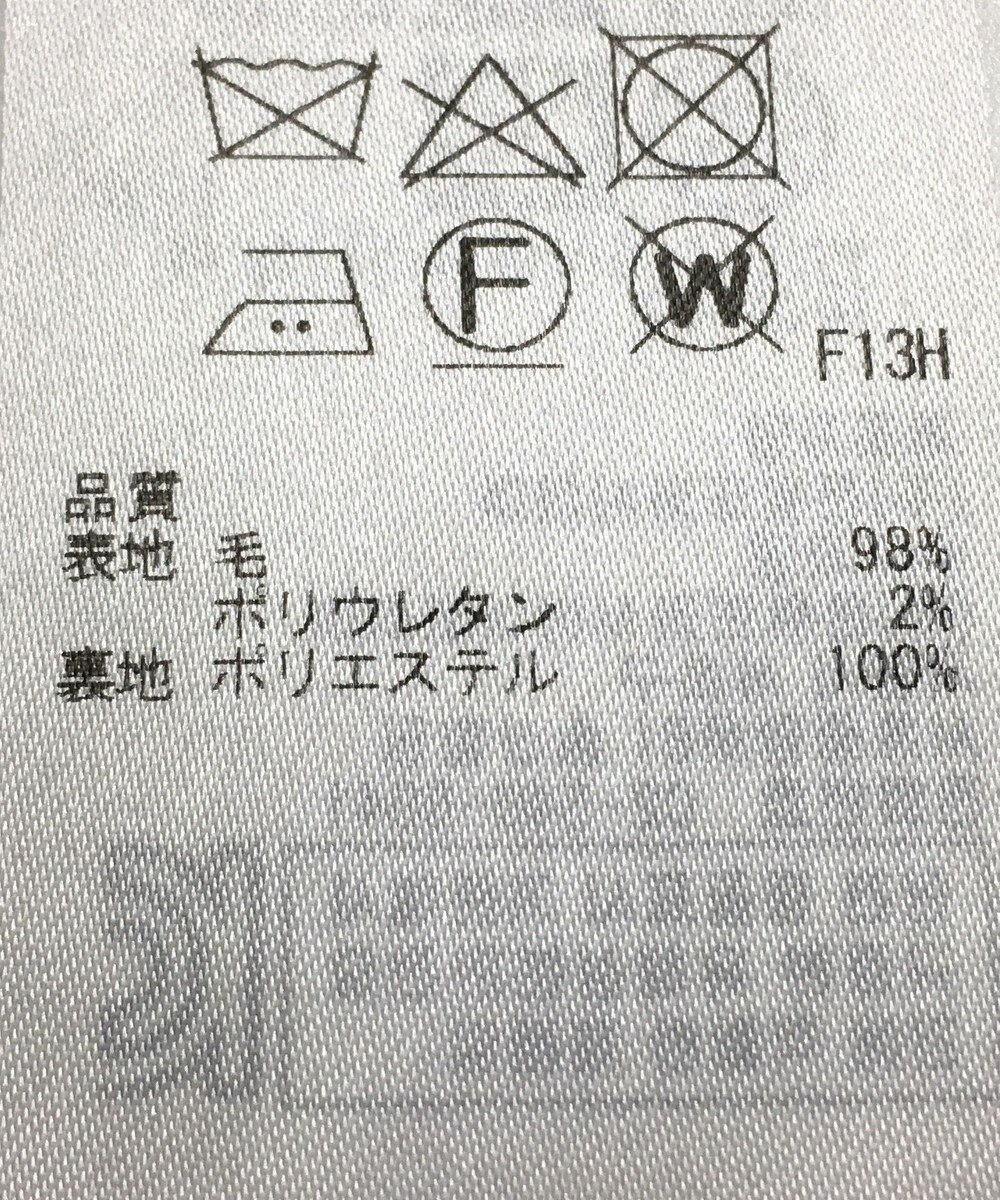 F W F13H
品質
表地 毛 98%
ポリウレタン 2%
裏地 ポリエステル 100%